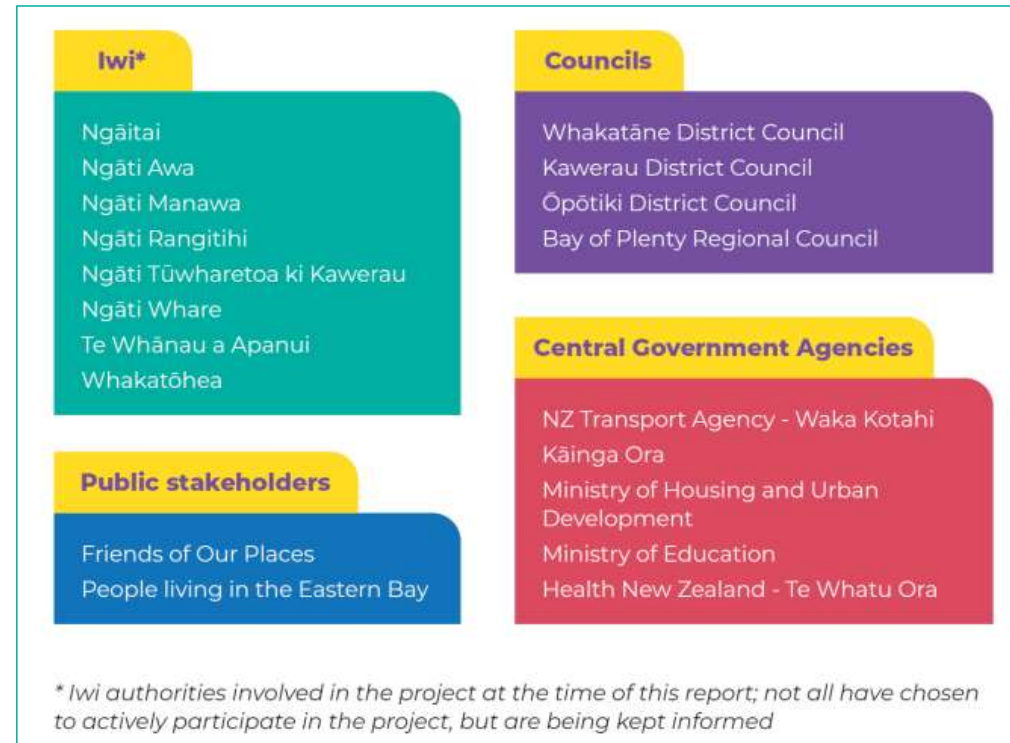 Iwi*
Ngāitai
Ngāti Awa
Ngāti Manawa
Ngāti Rangitihi
Ngāti Tūwharetoa ki Kawerau
Ngāti Whare
Te Whānau a Apanui
Whakatōhea
Public stakeholders
Friends of Our Places
People living in the Eastern Bay
Councils
Whakatāne District Council
Kawerau District Council
Ōpōtiki District Council
Bay of Plenty Regional Council
Central Government Agencies
NZ Transport Agency - Waka Kotahi
Kāinga Ora
Ministry of Housing and Urban
Development
Ministry of Education
Health New Zealand - Te Whatu Ora
* Iwi authorities involved in the project at the time of this report; not all have chosen
to actively participate in the project, but are being kept informed